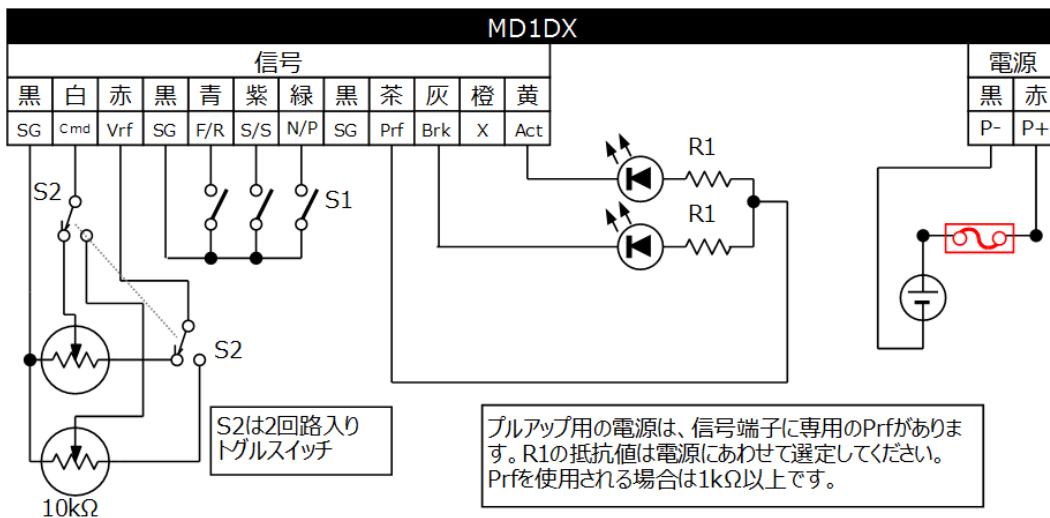 MD1DX
信号
電源
黒 白 赤 黒 青 紫 緑 黒 茶 灰 橙 黄
黒 赤
SG Cmd Vrf SG F/R S/S N/P SG Prf Brk X Act
P- P+
R1
S2
S1
R1
S2
S2は2回路入り
トグルスイッチ
プルアップ用の電源は、信号端子に専用のPrfがありま
す。R1の抵抗値は電源にあわせて選定してください。
Prfを使用される場合は1kΩ以上です。
10kΩ